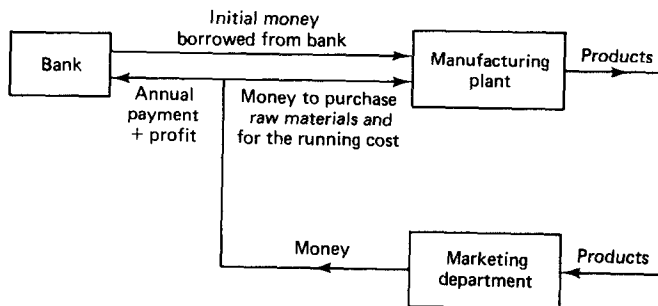 Initial money
borrowed from bank
Bank
Manufacturing
plant
Products
Annual
payment
+ profit
Money to purchase
raw materials and
for the running cost
Money
Marketing
department
Products